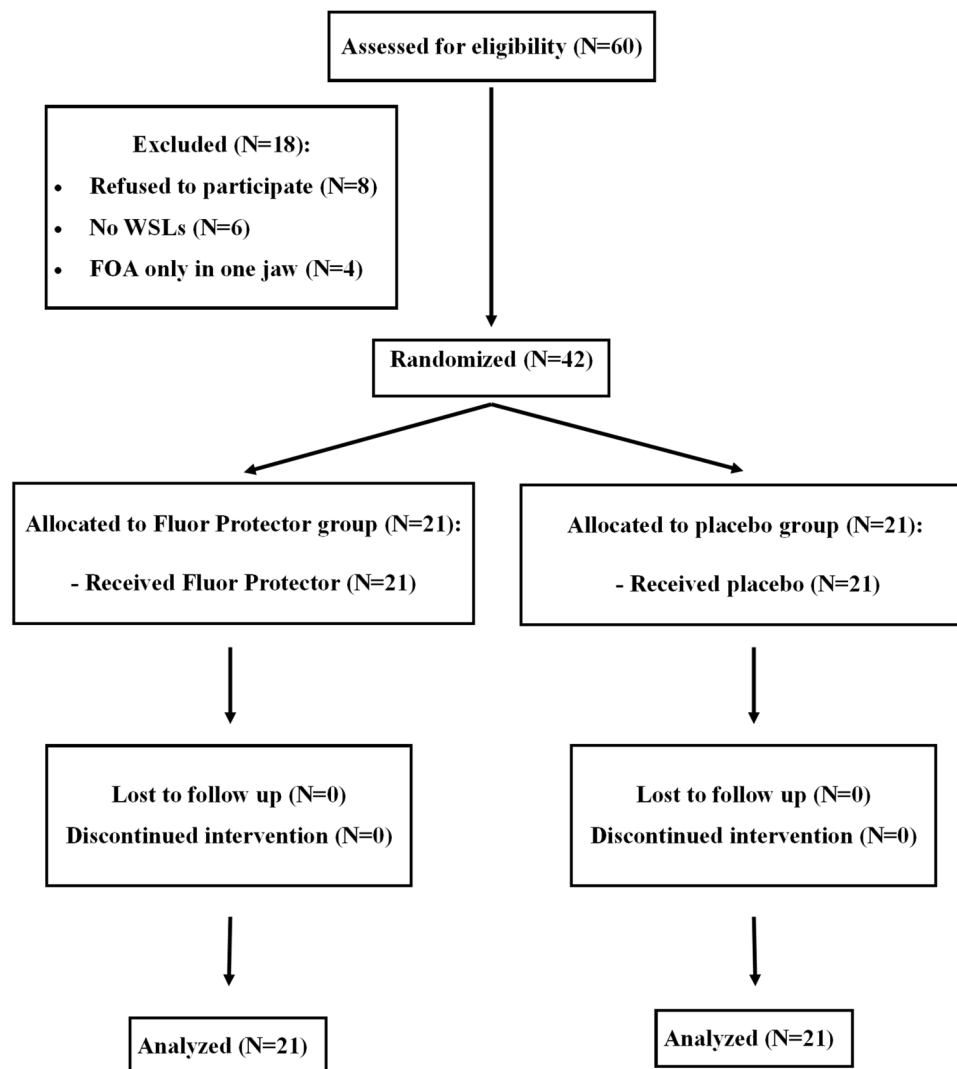 Assessed for eligibility (N=60)
Excluded (N=18):
• Refused to participate (N=8)
• No WSLs (N=6)
• FOA only in one jaw (N=4)
Randomized (N=42)
Allocated to Fluor Protector group (N=21):
- Received Fluor Protector (N=21)
Allocated to placebo group (N=21):
- Received placebo (N=21)
Lost to follow up (N=0)
Discontinued intervention (N=0)
Lost to follow up (N=0)
Discontinued intervention (N=0)
Analyzed (N=21)
Analyzed (N=21)